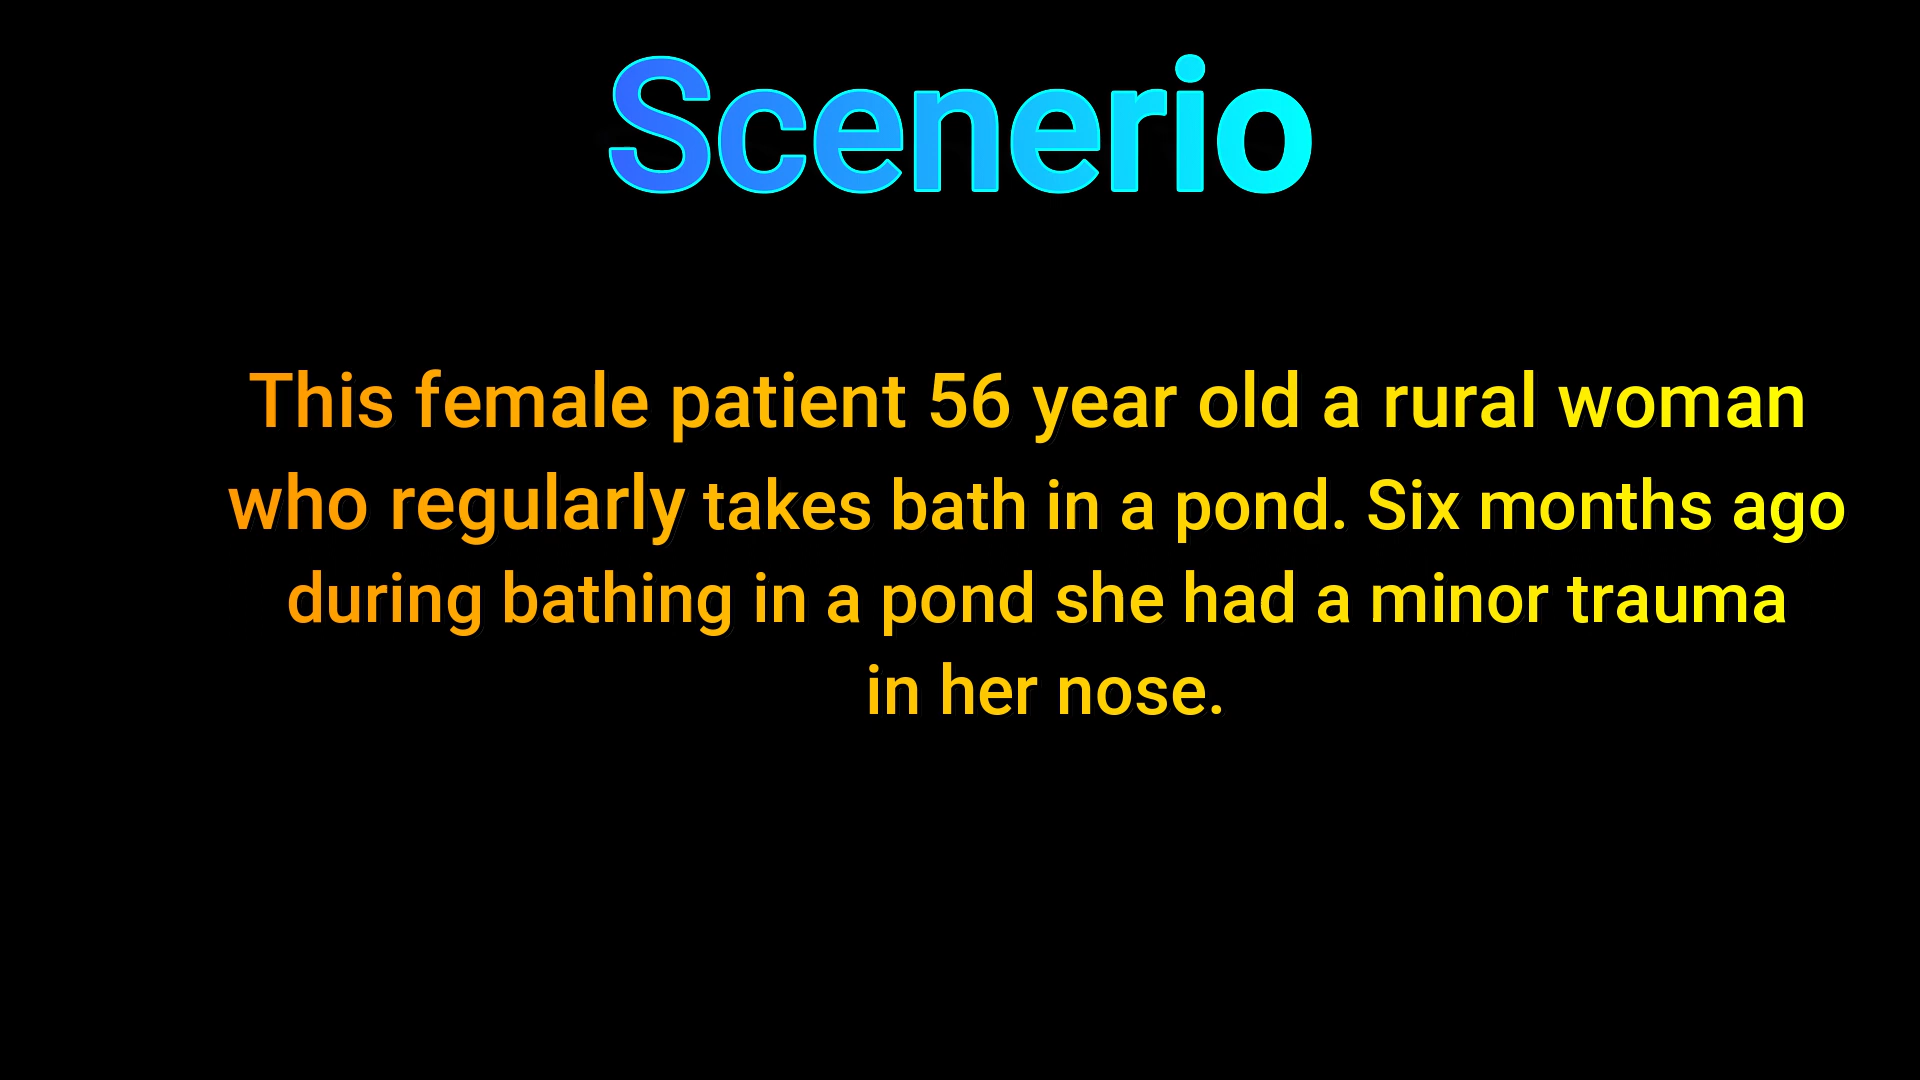 Scenerio
This female patient 56 year old a rural woman
who regularly takes bath in a pond. Six months ago
during bathing in a pond she had a minor trauma
in her nose.